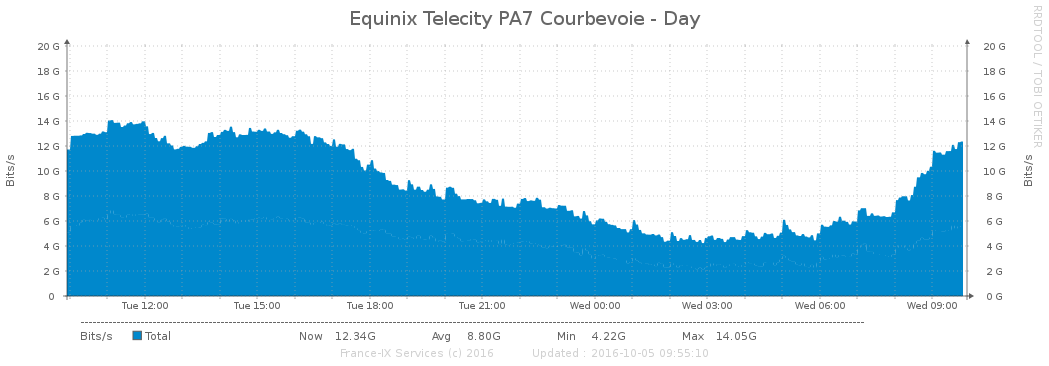 Equinix Telecity PA7 Courbevoie - Day
RRDTOOL / TOBI OETIKER
Bits/s
20 G
18 G
16 G
14 G
12 G
10 G
8 G
6 G
4 G
2 G
0
20 G
18 G
16 G
14 G
12 G
10 G
8 G
6 G
4 G
2 G
0 G
Bits/s
Tue 12:00 Tue 15:00 Tue 18:00 Tue 21:00 Wed 00:00 Wed 03:00 Wed 06:00 Wed 09:00
Bits/s Total Now 12.34G Avg 8.80G Min 4.22G Max 14.05G
France-IX Services (c) 2016 Updated : 2016-10-05 09:55:10